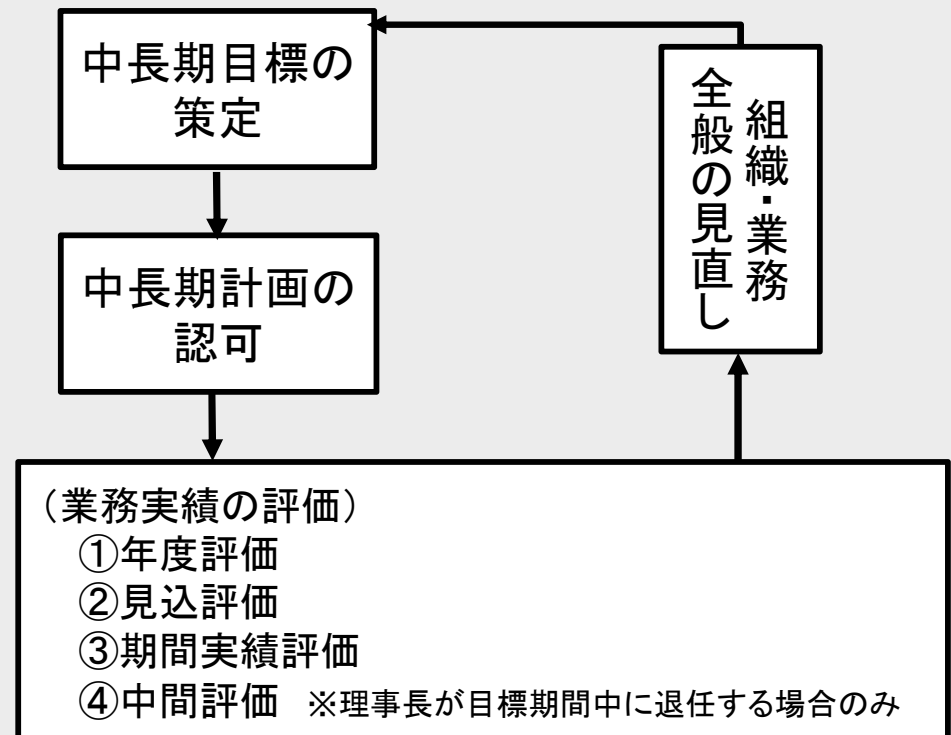 中長期目標の
策定
中長期計画の
認可
組織・業務
全般の見直し
（業務実績の評価）
①年度評価
②見込評価
③期間実績評価
④中間評価　※理事長が目標期間中に退任する場合のみ